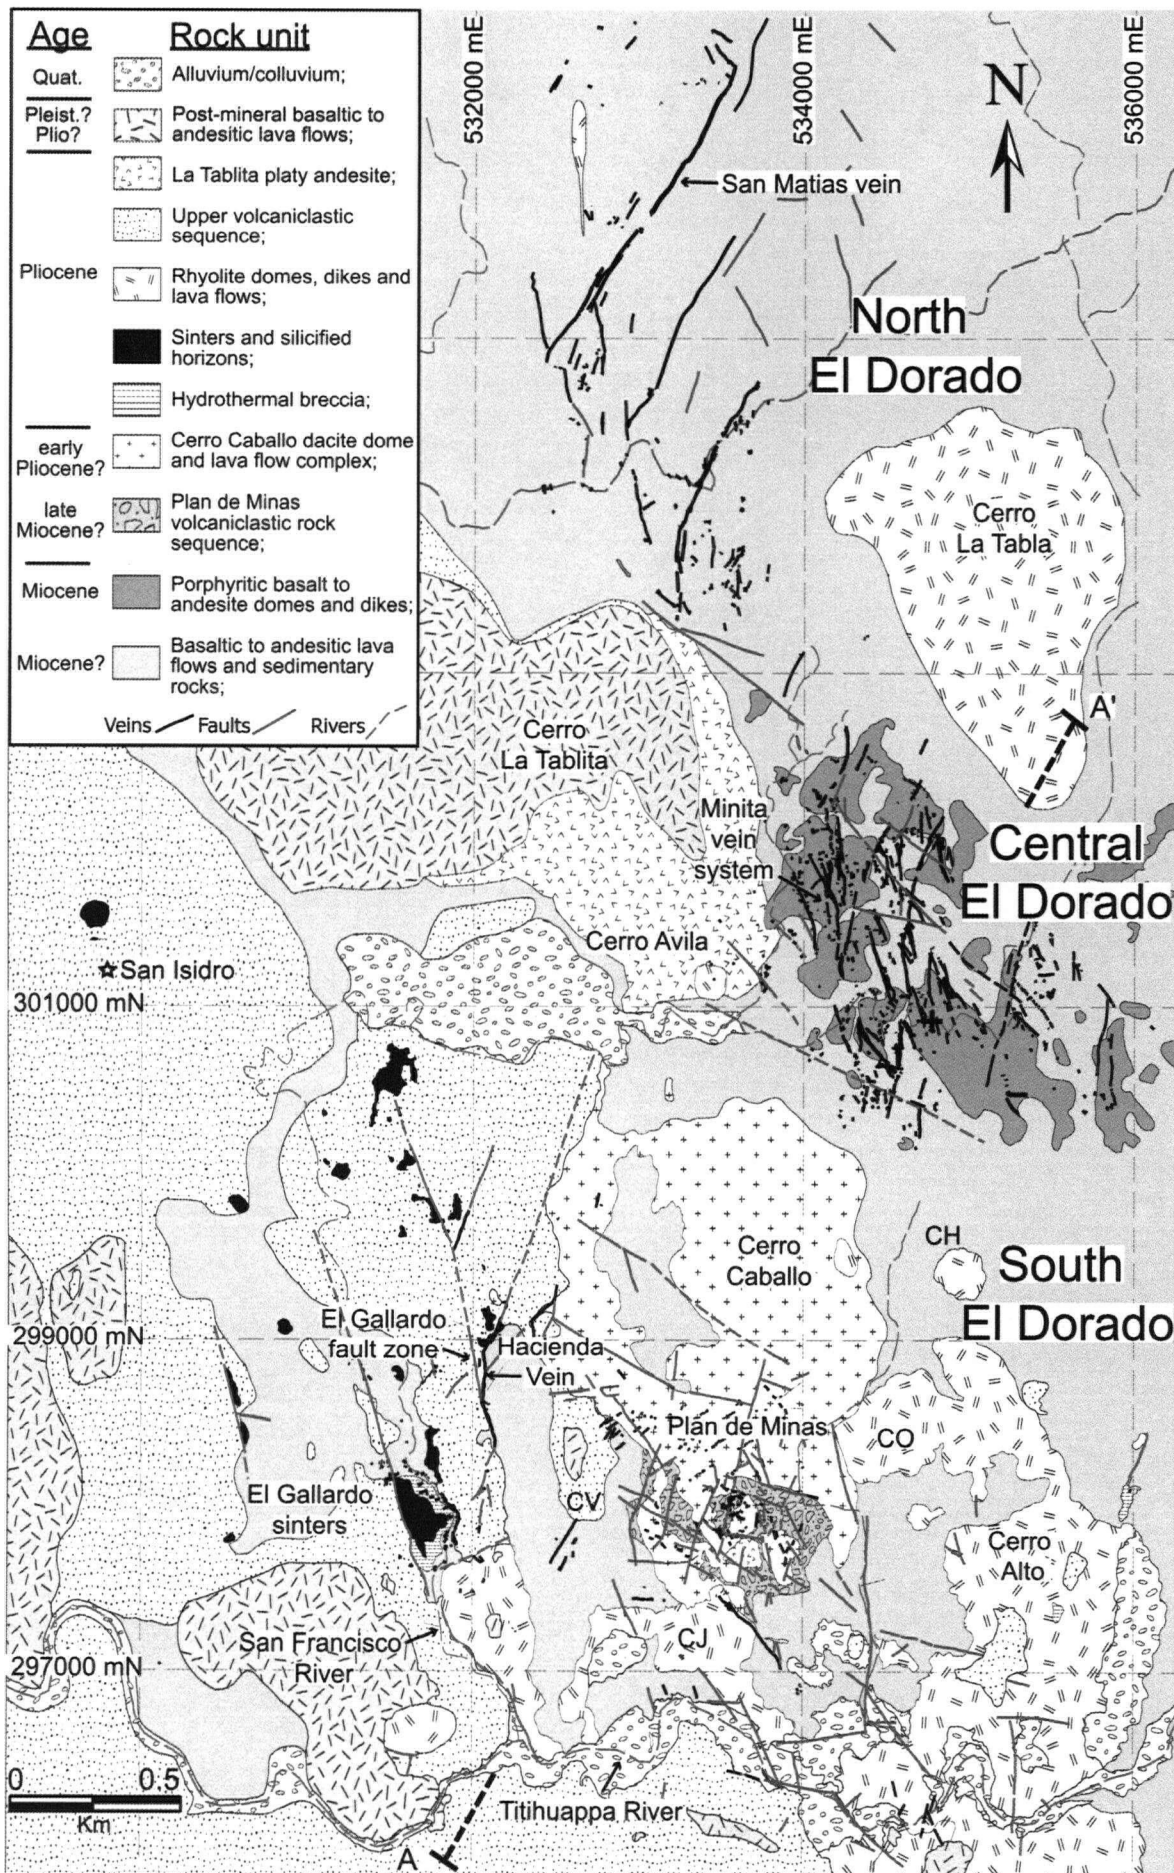 Age Rock unit
Quat. Alluvium/colluvium;
Pleist.?
Plio?
Post-mineral basaltic to
andesitic lava flows;
La Tablita platy andesite;
Upper volcaniclastic
sequence;
Pliocene
Rhyolite domes, dikes and
lava flows;
Sinters and silicified
horizons;
Hydrothermal breccia;
early
Pliocene?
Cerro Caballo dacite dome
and lava flow complex;
late
Miocene?
Plan de Minas
volcaniclastic rock
sequence;
Miocene
Porphyritic basalt to
andesite domes and dikes;
Miocene?
Basaltic to andesitic lava
flows and sedimentary
rocks;
Veins Faults Rivers
532000 mE
534000 mE
536000 mE
N
San Matias vein
North
El Dorado
Cerro
La Tabla
A'
Cerro
La Tablita
Minita
vein
system
Central
El Dorado
Cerro Avila
San Isidro
301000 mN
CH
South
El Dorado
Cerro
Caballo
299000 mN
El Gallardo
fault zone
Hacienda
Vein
Plan de Minas
CO
CV
El Gallardo
sinters
Cerro
Alto
CJ
San Francisco
River
297000 mN
0 0.5
Km
Titihuappa River
A